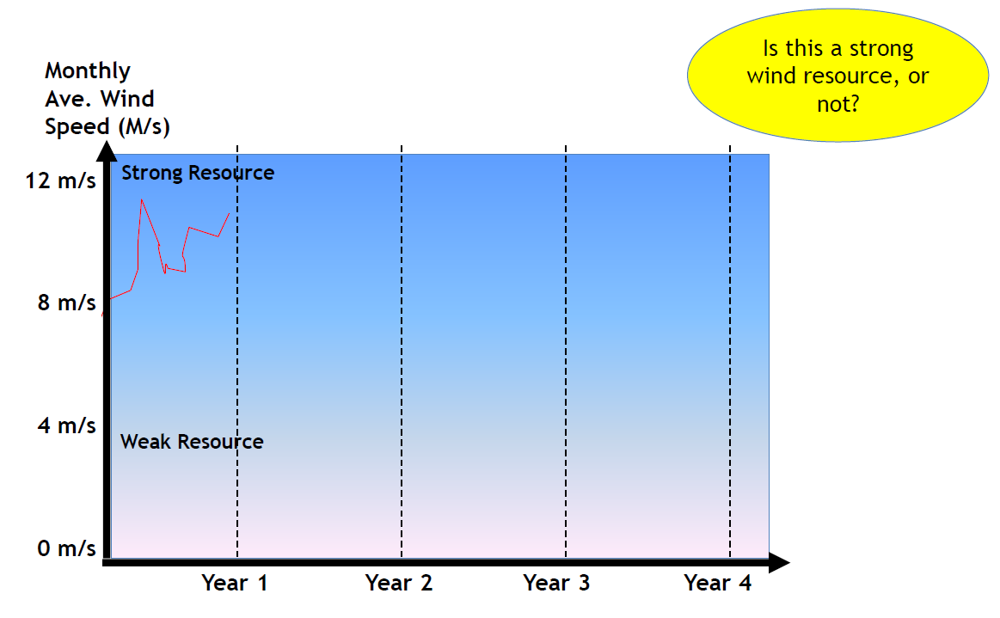 Is this a strong
wind resource, or
not?
Monthly
Ave. Wind
Speed (M/s)
12 m/s
Strong Resource
8 m/s
4 m/s
Weak Resource
0 m/s
Year 1
Year 2
Year 3
Year 4